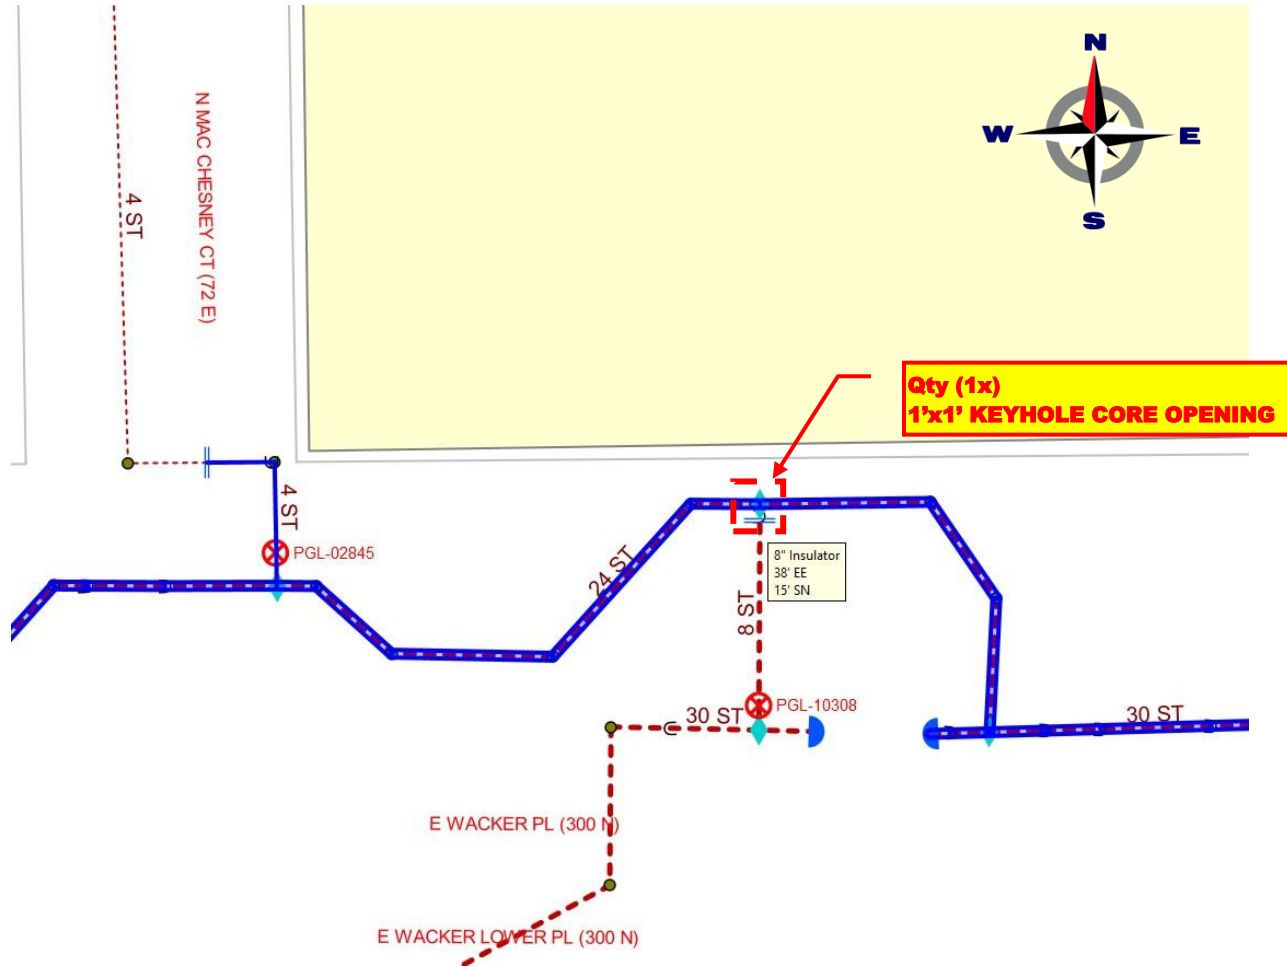 N
W
E
S
N MAC CHESNEY CT (72 E)
4 ST
Qty (1x)
1’x1’ KEYHOLE CORE OPENING
4 ST
PGL-02845
24 ST
8" Insulator
38' EE
15' SN
8 ST
PGL-10308
30 ST
30 ST
E WACKER PL (300 N)
E WACKER LOWER PL (300 N)